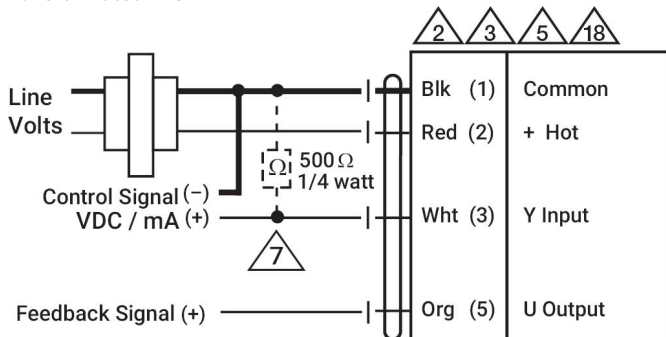 2 3 5 18
Line
Volts
Blk (1) Common
Red (2) + Hot
Ω 500 Ω
1/4 watt
Control Signal (−)
VDC / mA (+)
Wht (3) Y Input
7
Feedback Signal (+)
Org (5) U Output